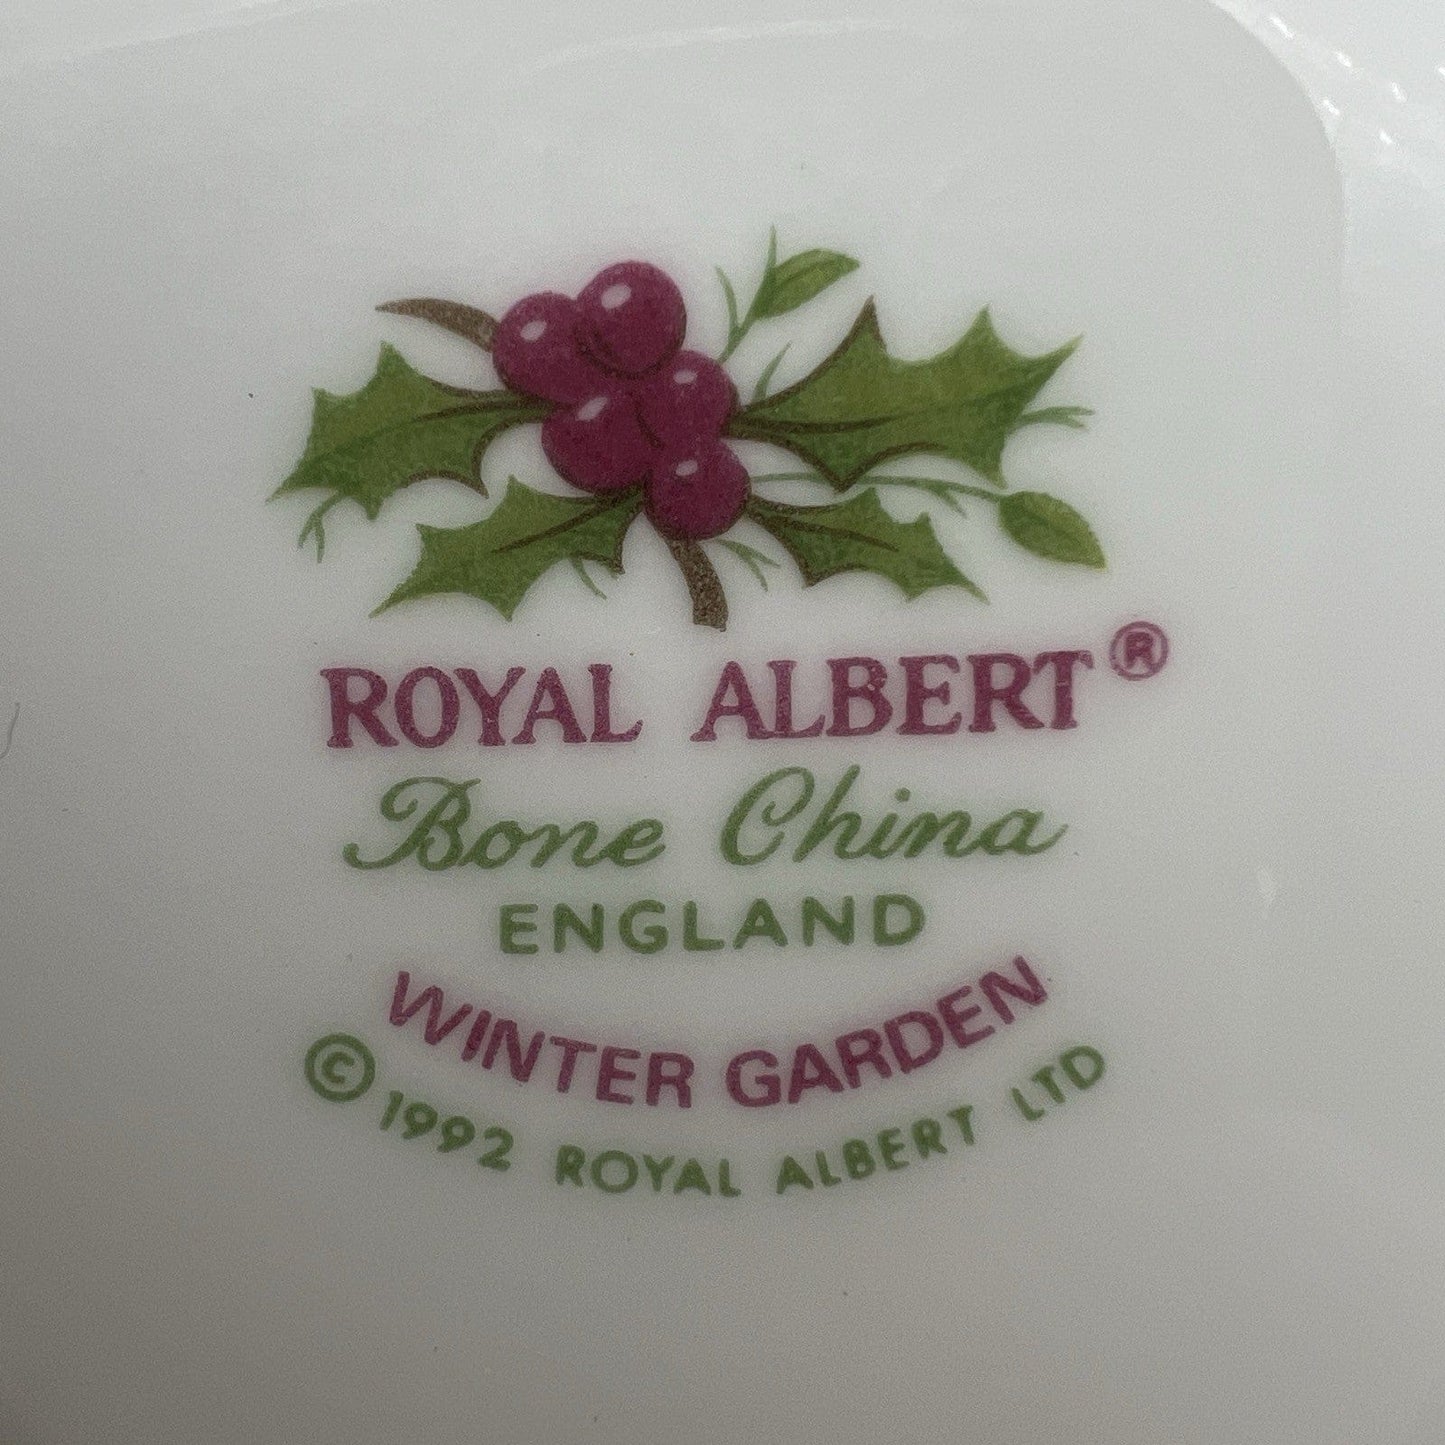 ROYAL ALBERT®
Bone China
ENGLAND
WINTER GARDEN
© 1992 ROYAL ALBERT LTD